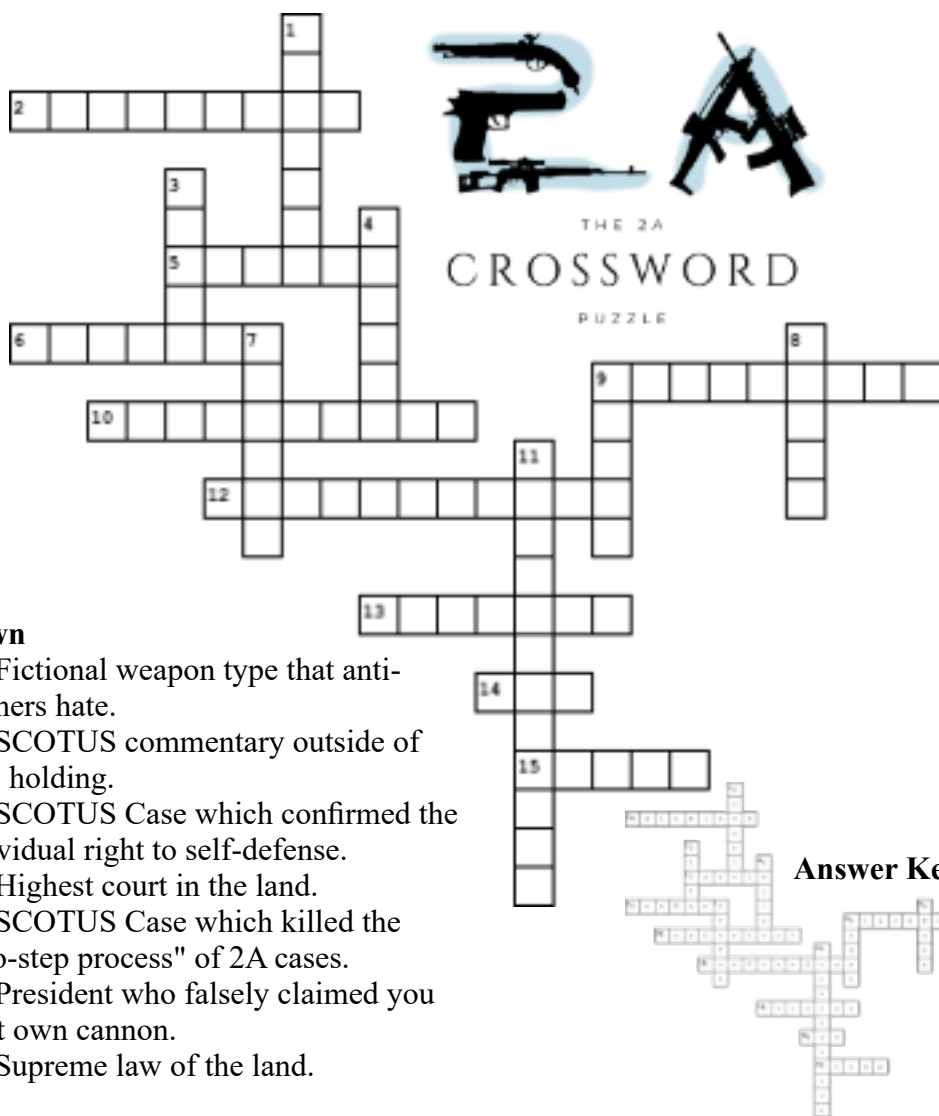 1
2A
2
3
4
THE 2A
5
CROSSWORD
PUZZLE
6 7 8
9
10
11
12
13
wn
Fictional weapon type that anti-
ners hate.
14
SCOTUS commentary outside of
holding.
15
SCOTUS Case which confirmed the
vidual right to self-defense.
Highest court in the land.
SCOTUS Case which killed the
o-step process" of 2A cases.
President who falsely claimed you
t own cannon.
Supreme law of the land.
Answer Ke